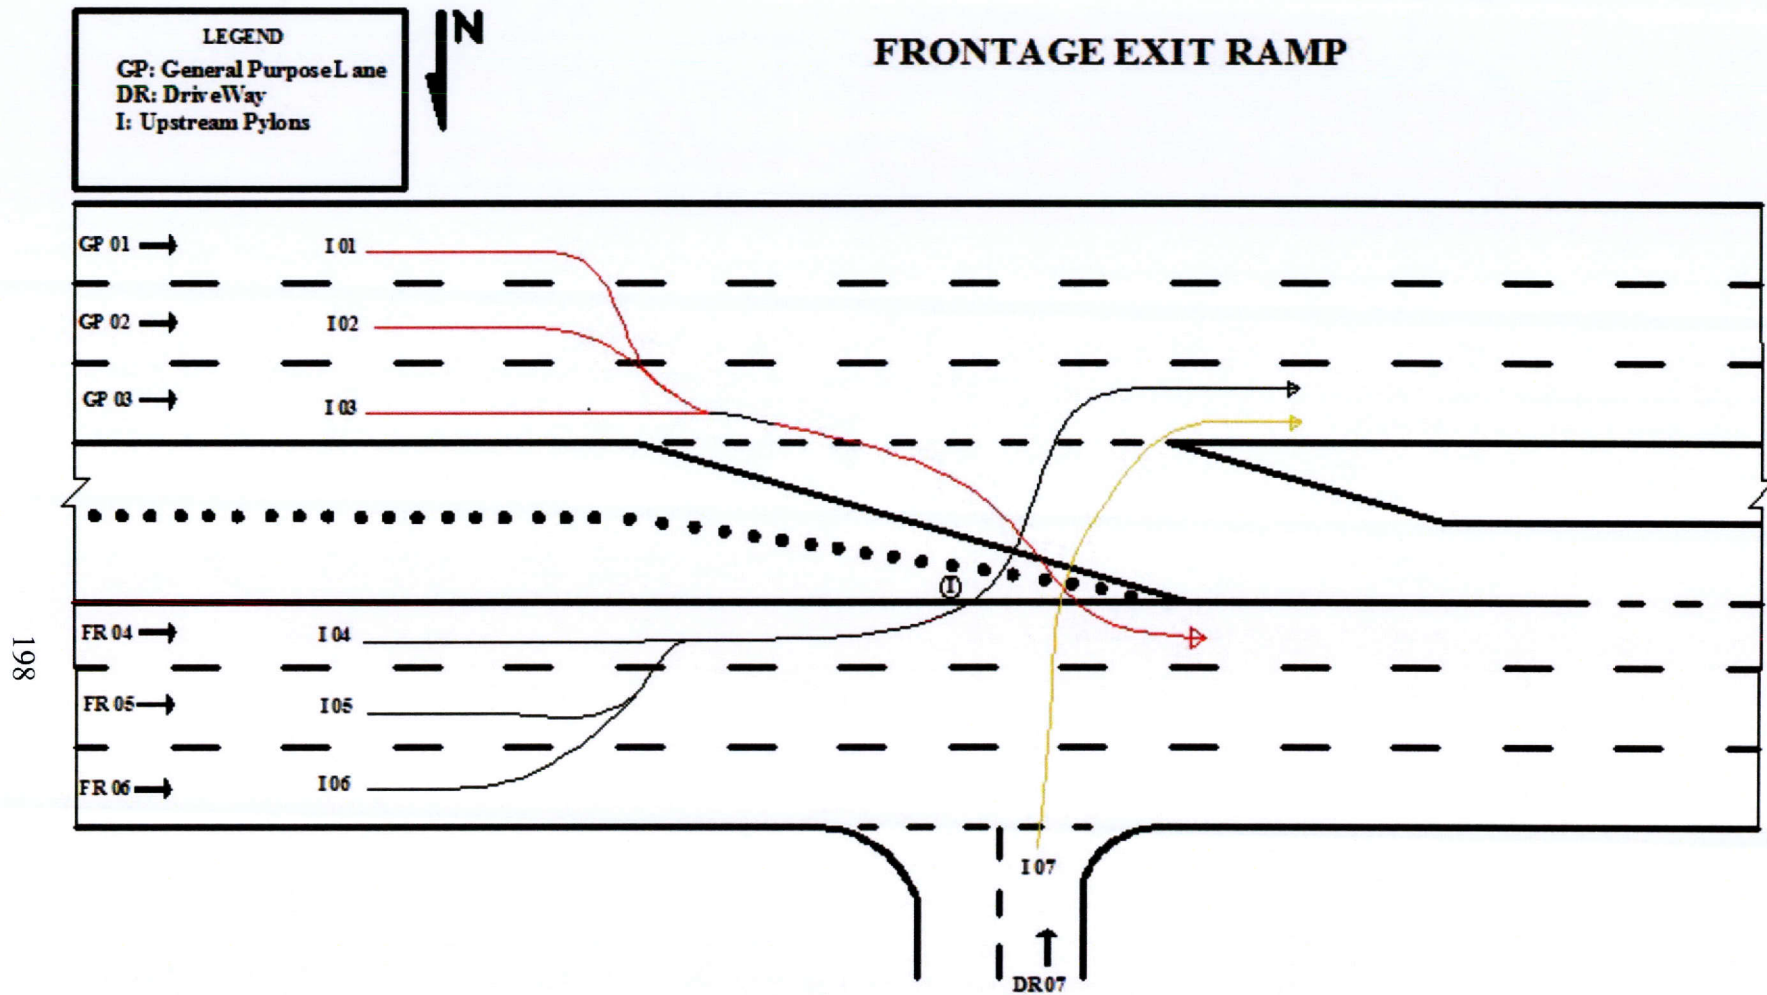 LEGEND
GP: General Purpose Lane
DR: DriveWay
I: Upstream Pylons
N
FRONTAGE EXIT RAMP
GP 01
I 01
GP 02
I 02
GP 03
I 03
I
FR 04
I 04
FR 05
I 05
FR 06
I 06
I 07
DR07
198